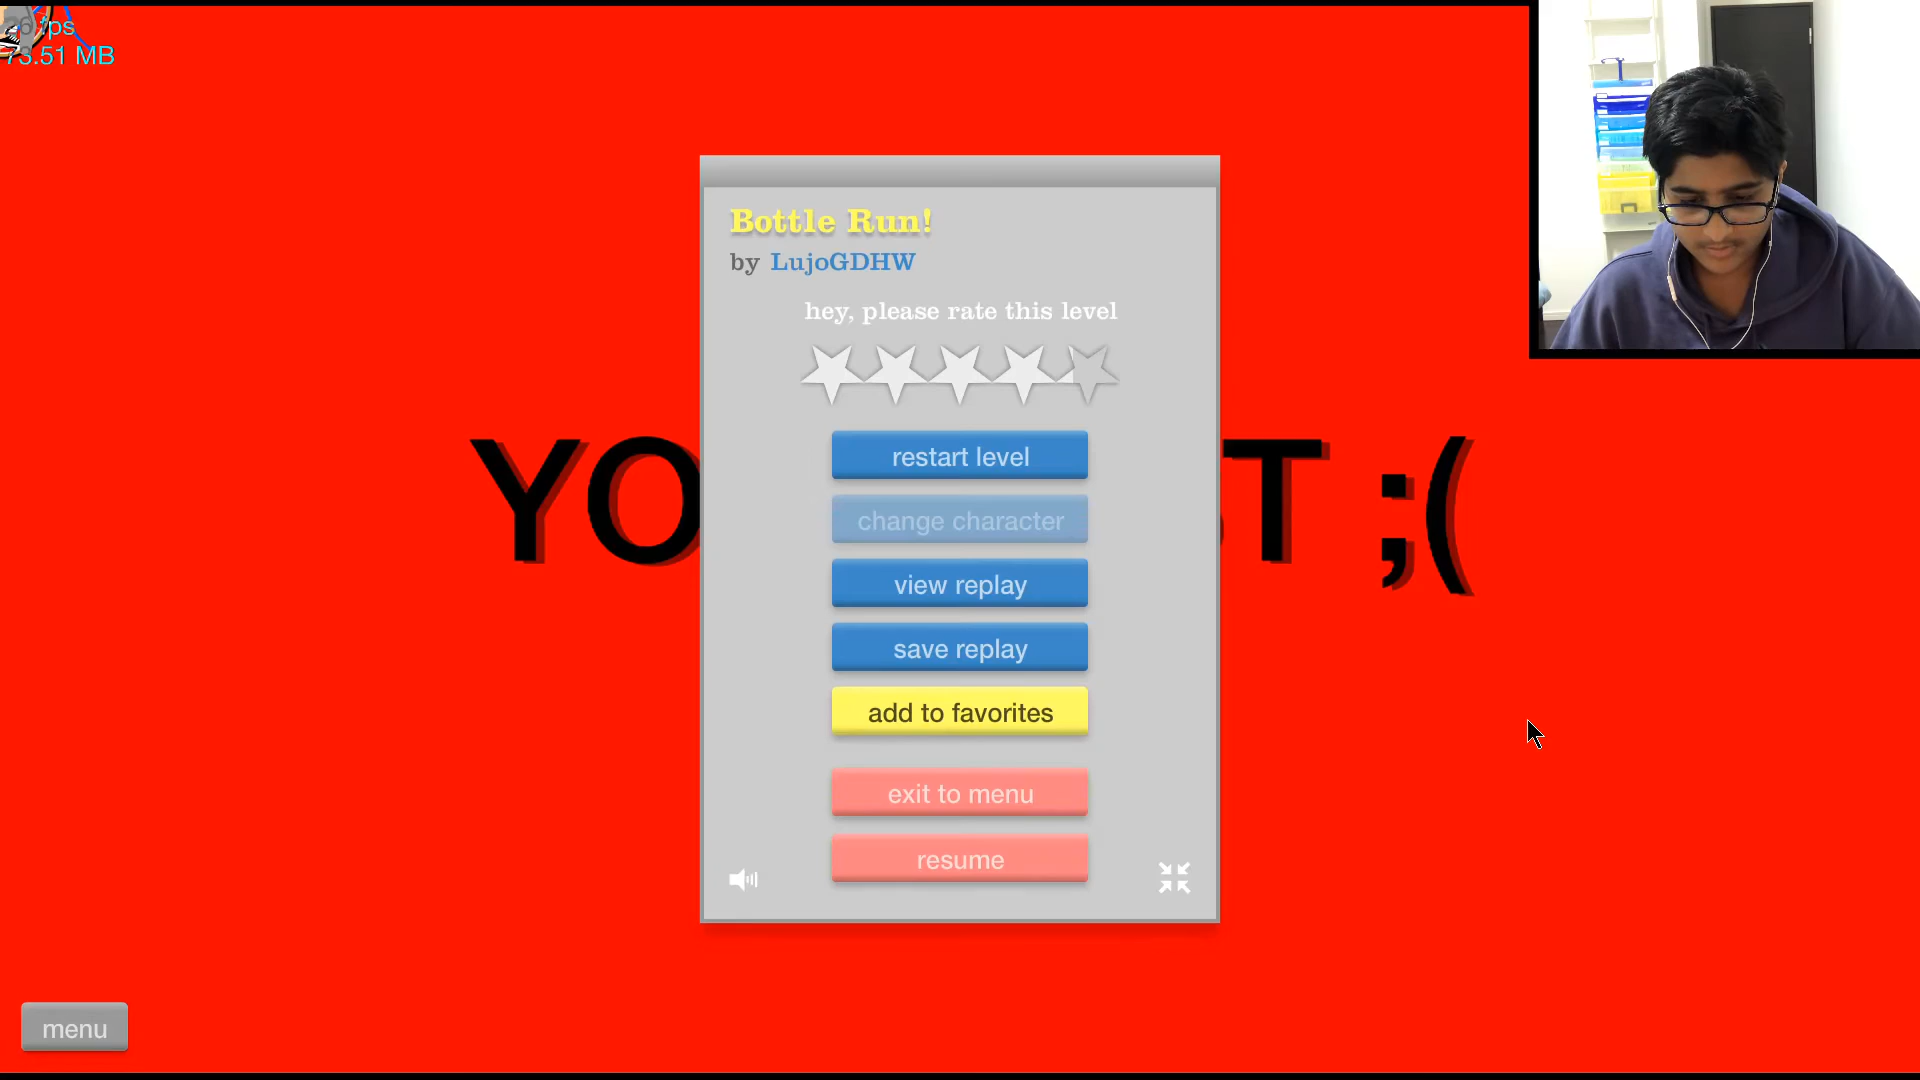 fps
73.51 MB
Bottle Run!
by LujoGDHW
hey, please rate this level
YO T ;(
restart level
change character
view replay
save replay
add to favorites
exit to menu
resume
menu